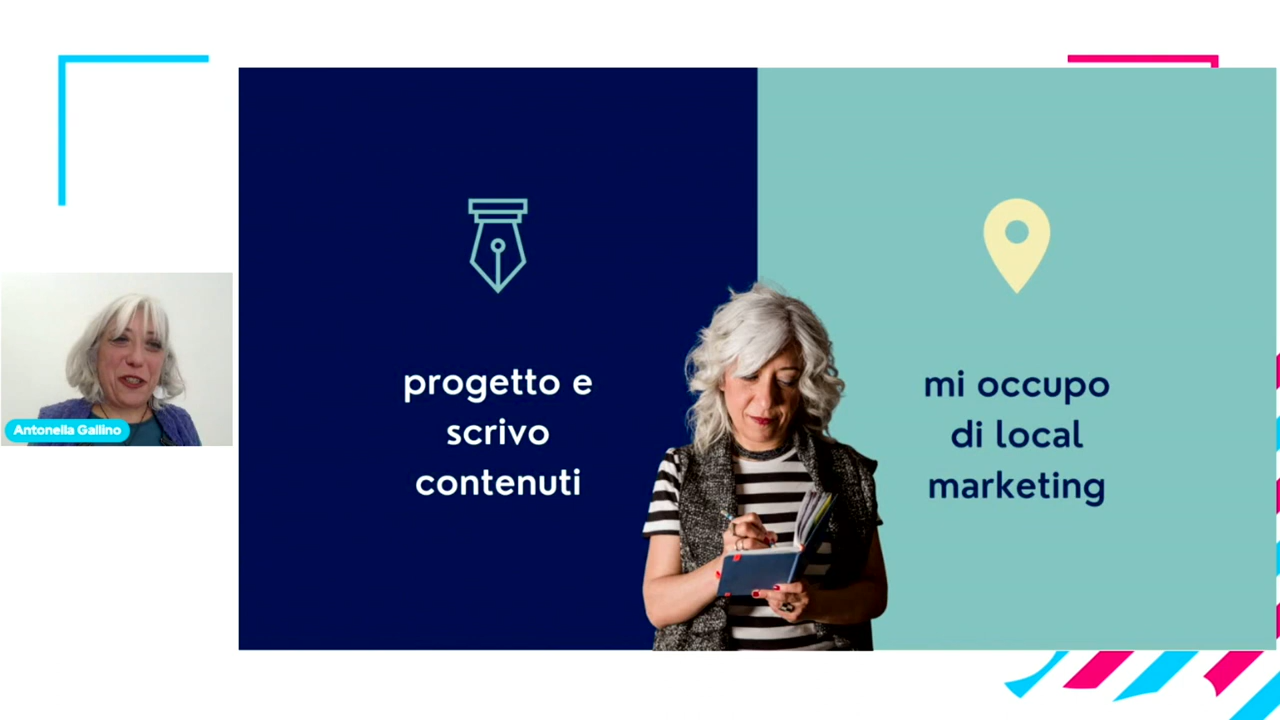 Antonella Gallino
progetto e
scrivo
contenuti
mi occupo
di local
marketing